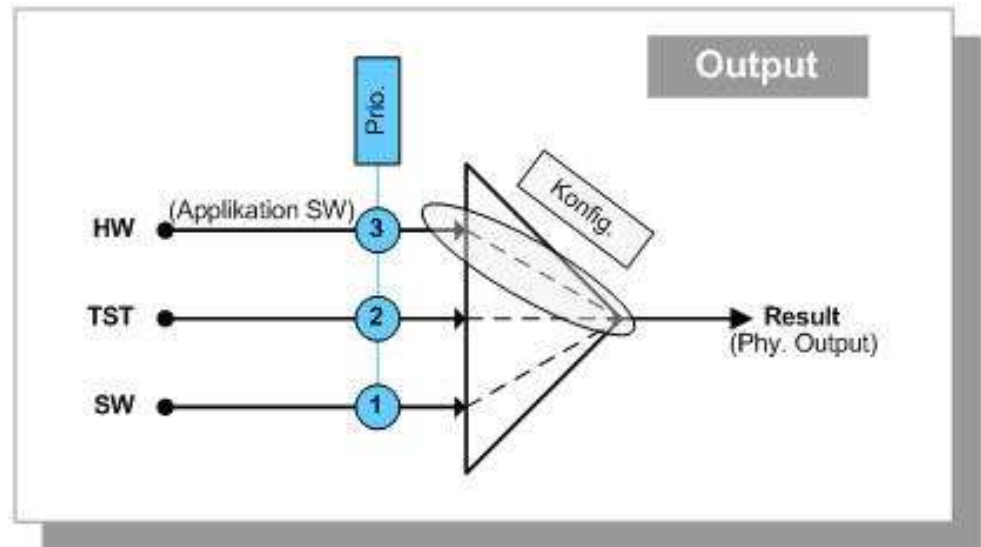 Output
Prio.
Konfig.
HW
(Applikation SW)
3
TST
2
Result
(Phy. Output)
SW
1